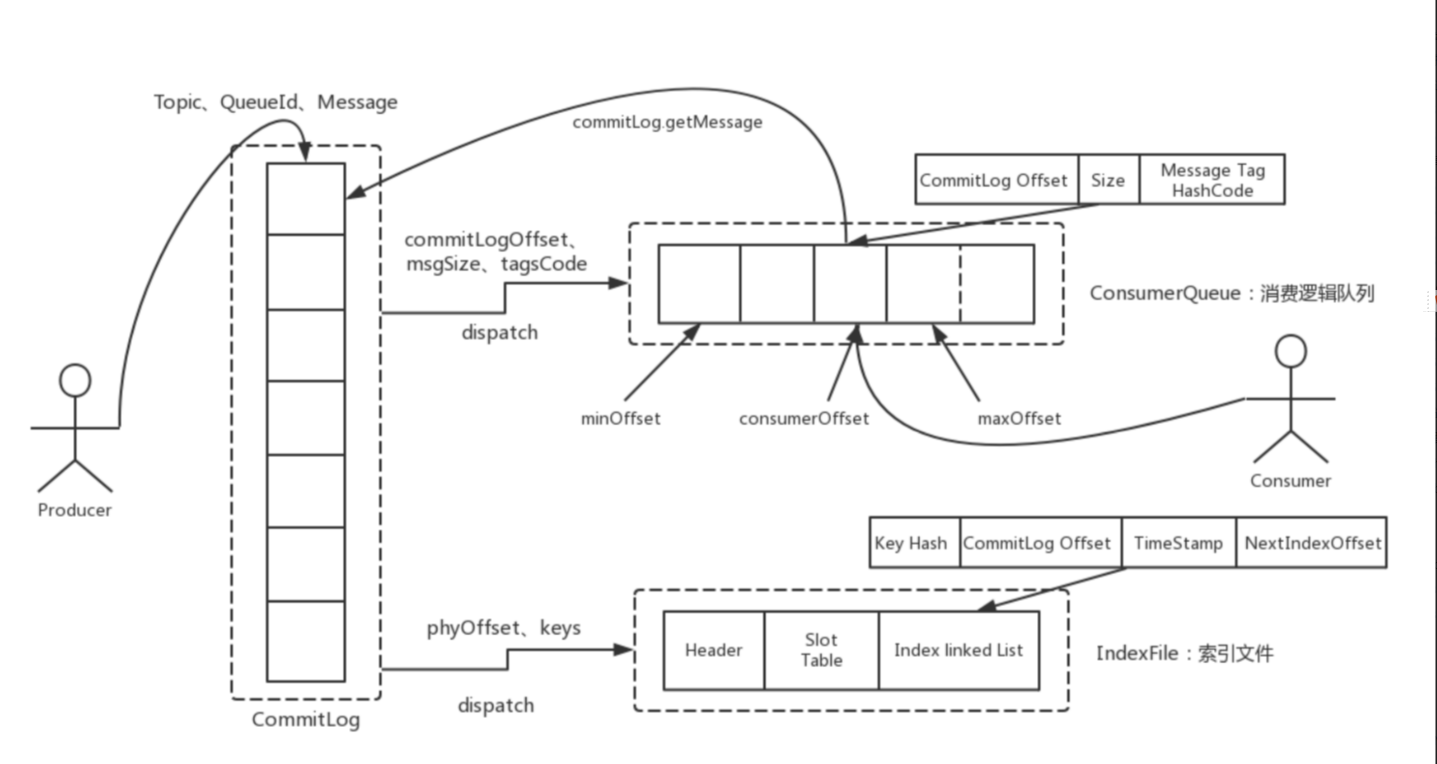 Topic、QueueId、Message
commitLog.getMessage
CommitLog Offset
Size
Message Tag
HashCode
commitLogOffset、
msgSize、tagsCode
dispatch
ConsumerQueue：消费逻辑队列
minOffset
consumerOffset
maxOffset
Producer
Consumer
Key Hash
CommitLog Offset
TimeStamp
NextIndexOffset
phyOffset、keys
dispatch
Header
Slot
Table
Index linked List
IndexFile：索引文件
CommitLog